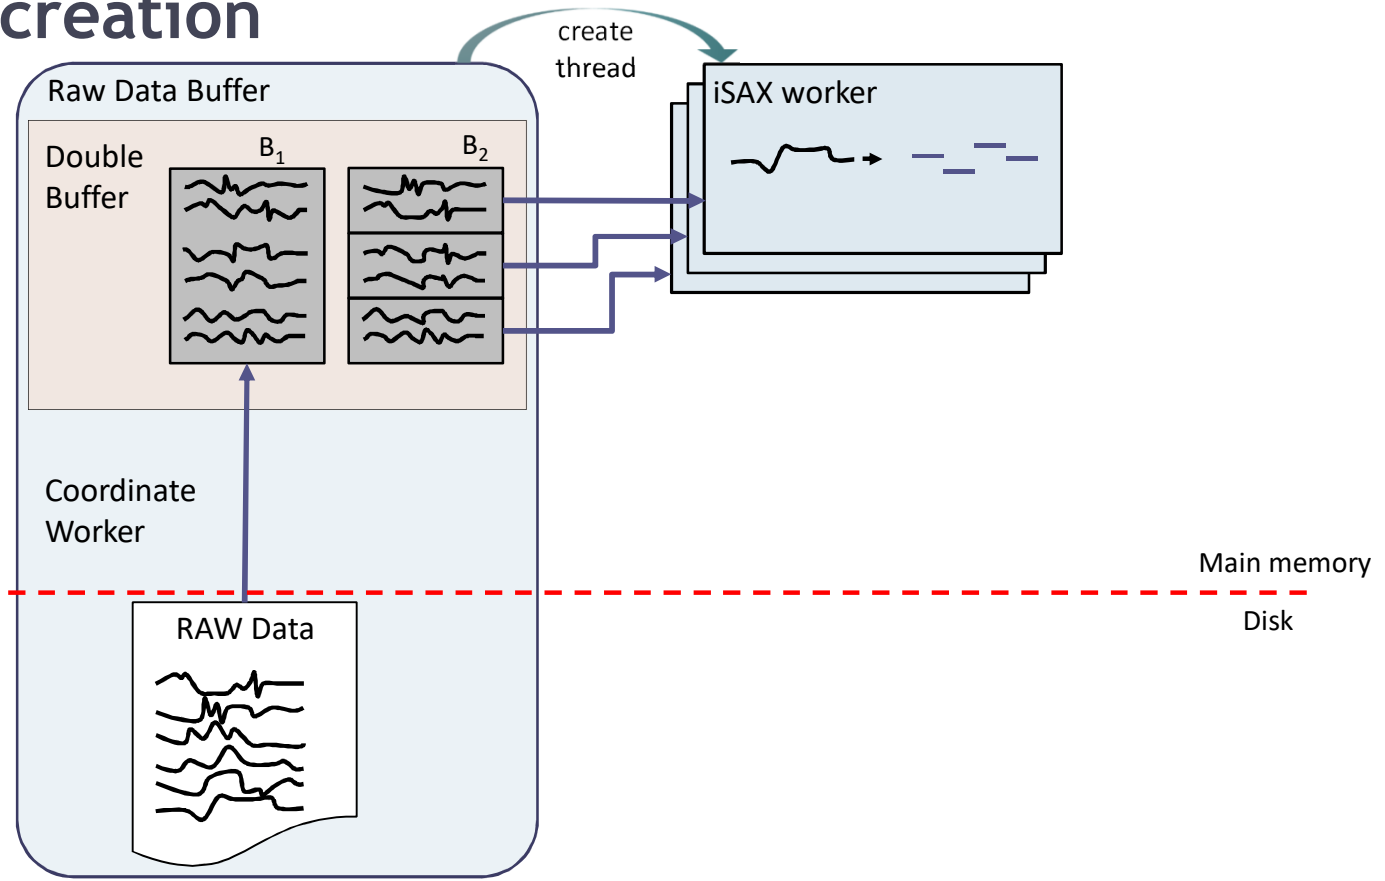 creation
create
thread
Raw Data Buffer
iSAX worker
Double
Buffer
B1
B2
Coordinate
Worker
Main memory
Disk
RAW Data